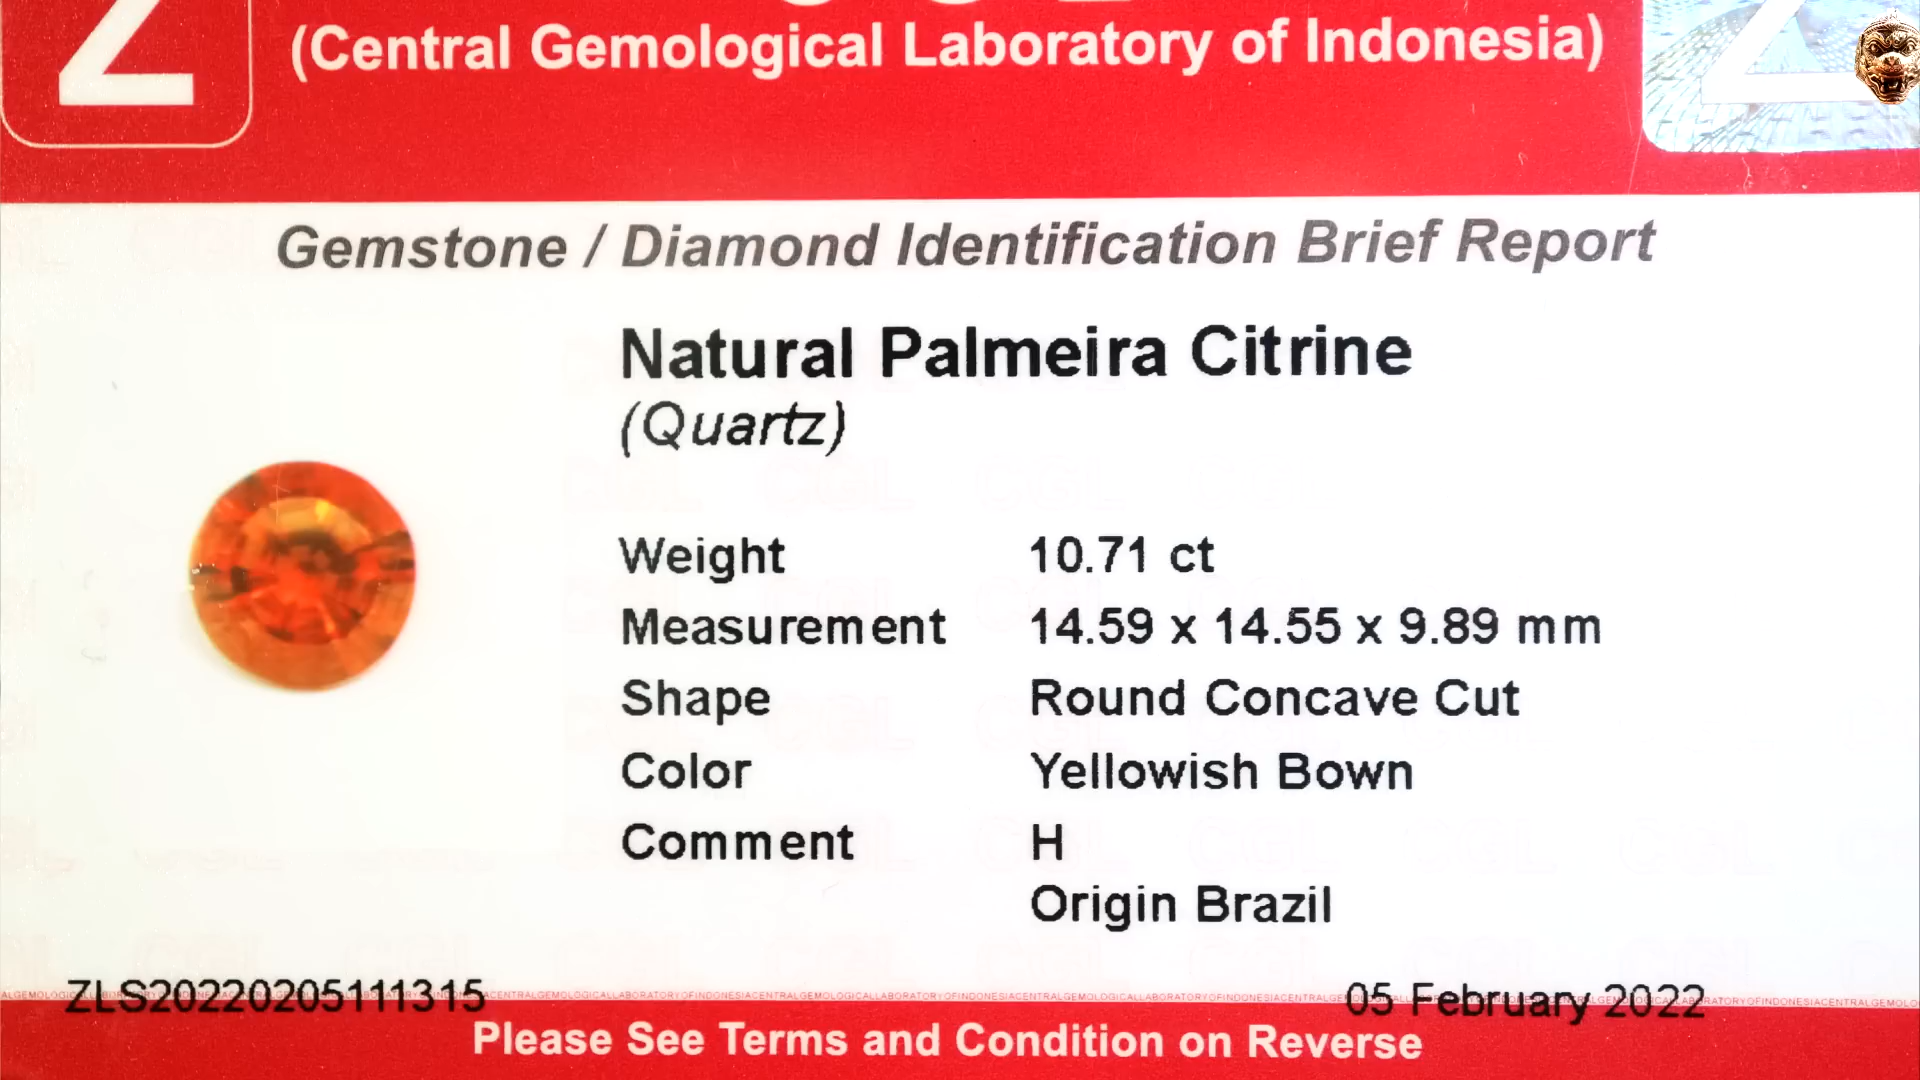 Z
(Central Gemological Laboratory of Indonesia)
Gemstone / Diamond Identification Brief Report
Natural Palmeira Citrine
(Quartz)
Weight 10.71 ct
Measurement 14.59 x 14.55 x 9.89 mm
Shape Round Concave Cut
Color Yellowish Bown
Comment H
Origin Brazil
ZLS20220205111315 05 February 2022
Please See Terms and Condition on Reverse